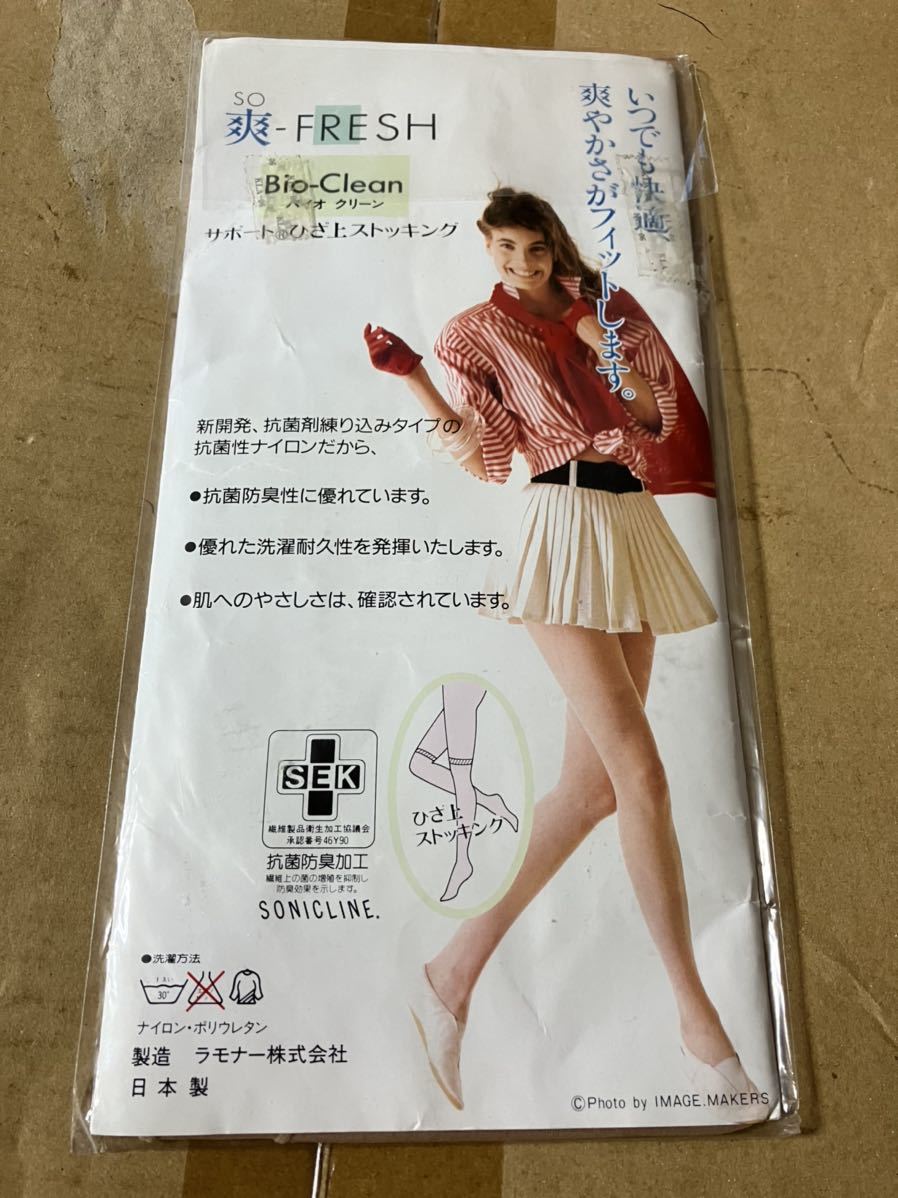 SO
爽-FRESH
Bio-Clean
バイオ クリーン
サポート®ひざ上ストッキング
いつでも快適、
爽やかさがフィットします。
新開発、抗菌剤練り込みタイプの
抗菌性ナイロンだから、
●抗菌防臭性に優れています。
●優れた洗濯耐久性を発揮いたします。
●肌へのやさしさは、確認されています。
SEK
繊維製品衛生加工協議会
承認番号46Y90
抗菌防臭加工
繊維上の菌の増殖を抑制し
防臭効果を示します。
SONICLINE.
ひざ上
ストッキング
●洗濯方法
30°
ナイロン・ポリウレタン
製造 ラモナー株式会社
日本製
©Photo by IMAGE.MAKERS